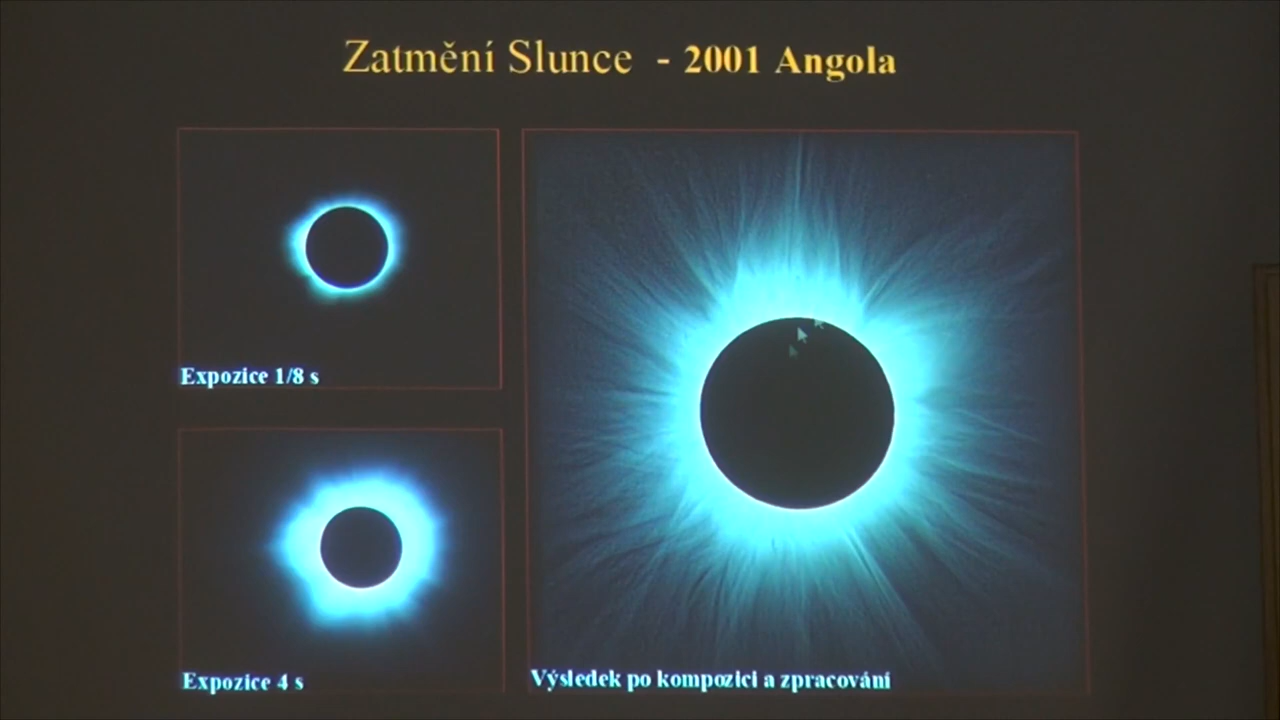 Zatmění Slunce - 2001 Angola
Expozice 1/8 s
Expozice 4 s
Výsledek po kompozici a zpracování